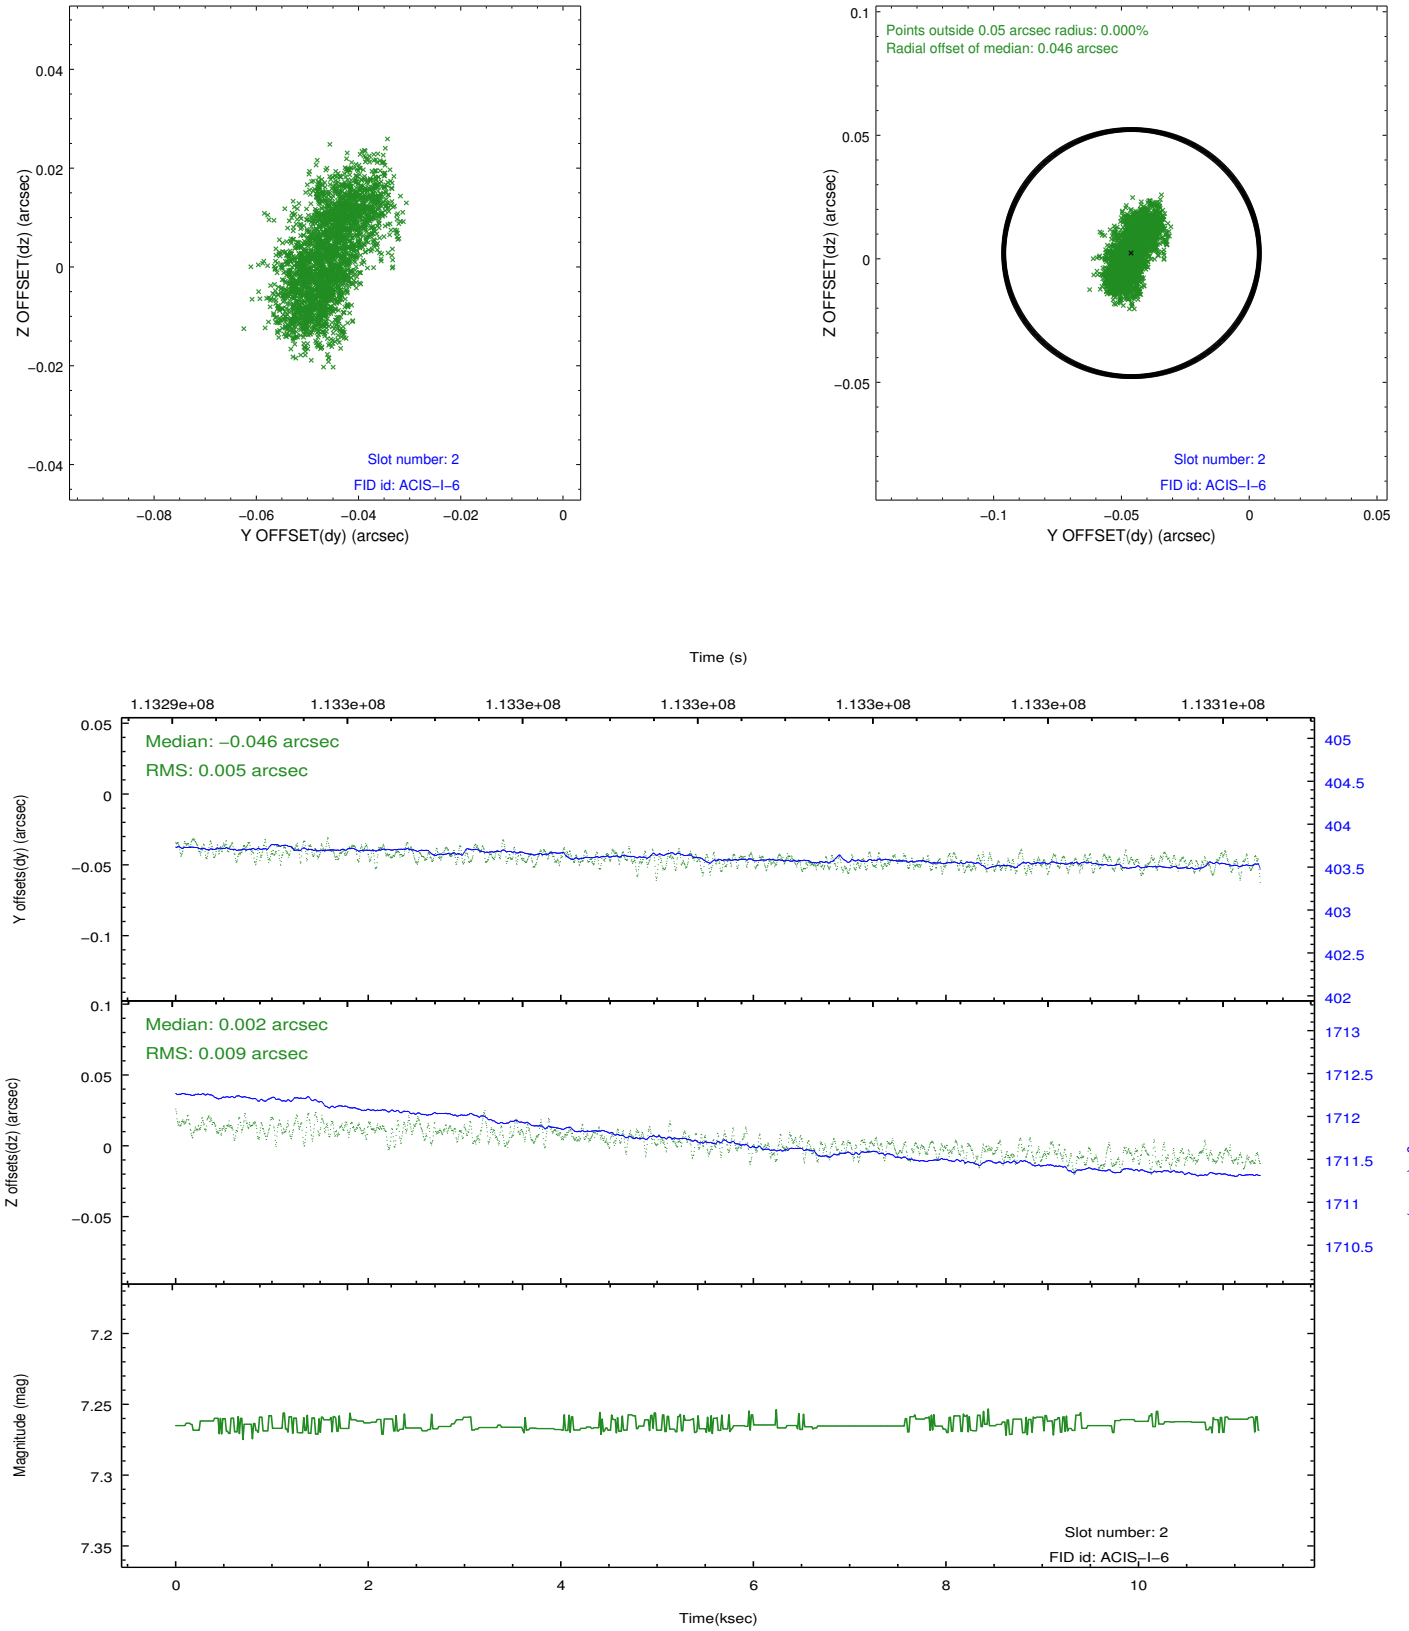 0.04
0.02
0
−0.02
−0.04
Z OFFSET(dz) (arcsec)
Slot number: 2
FID id: ACIS−I−6
−0.08
−0.06
−0.04
−0.02
0
Y OFFSET(dy) (arcsec)
Points outside 0.05 arcsec radius: 0.000%
Radial offset of median: 0.046 arcsec
0.1
0.05
0
−0.05
Z OFFSET(dz) (arcsec)
Slot number: 2
FID id: ACIS−I−6
−0.1
−0.05
0
0.05
Y OFFSET(dy) (arcsec)
Time (s)
1.1329e+08
1.133e+08
1.133e+08
1.133e+08
1.133e+08
1.133e+08
1.1331e+08
Median: −0.046 arcsec
RMS: 0.005 arcsec
0.05
0
−0.05
−0.1
Y offsets(dy) (arcsec)
405
404.5
404
403.5
403
402.5
402
Median: 0.002 arcsec
RMS: 0.009 arcsec
0.1
0.05
0
−0.05
Z offsets(dz) (arcsec)
1713
1712.5
1712
1711.5
1711
1710.5
7.2
7.25
7.3
7.35
Magnitude (mag)
Slot number: 2
FID id: ACIS−I−6
0
2
4
6
8
10
Time(ksec)